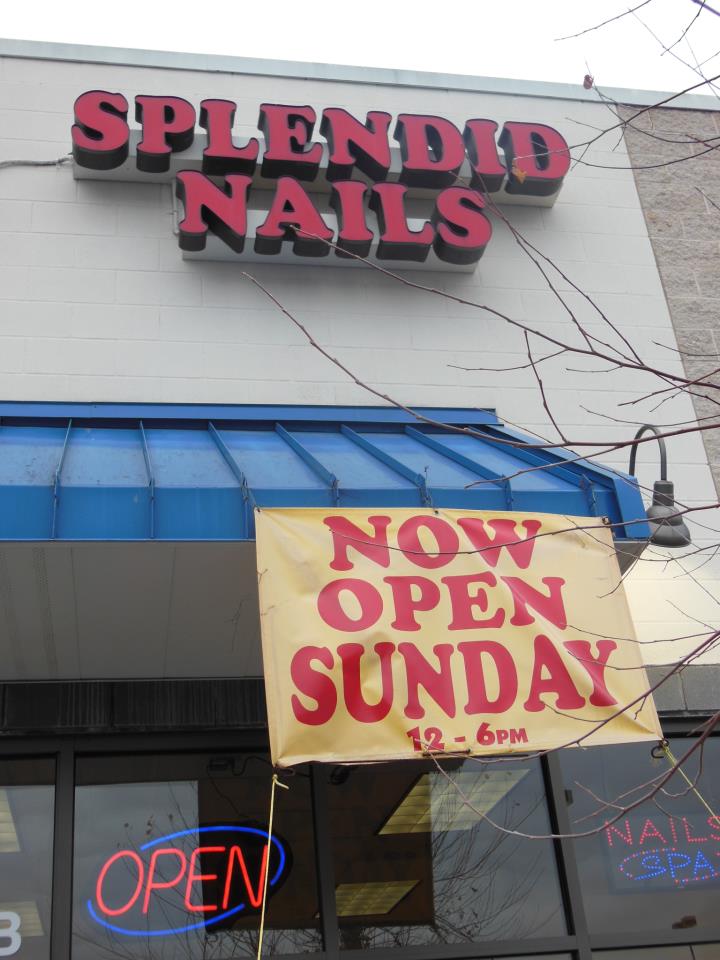 SPLENDID
NAILS
NOW
OPEN
SUNDAY
12 - 6PM
OPEN
NAILS
SPA
B